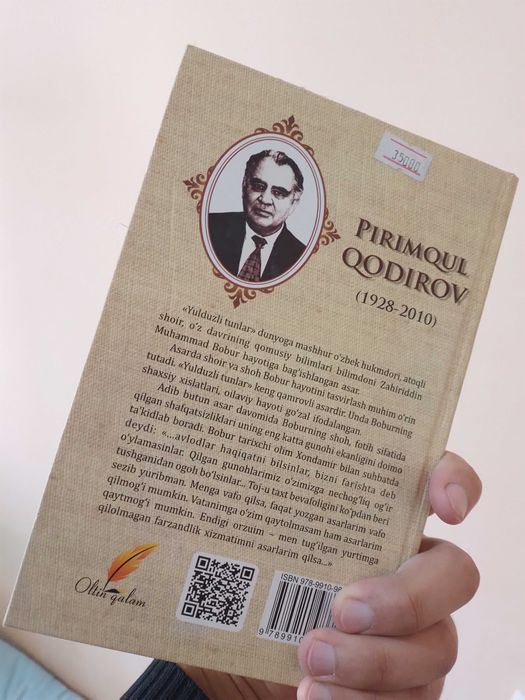 35000
PIRIMQUL
QODIROV
(1928-2010)
«Yulduzli tunlar» dunyoga mashhur o'zbek hukmdori, atoqli
shoir, o'z davrining qomusiy bilimlari bilimdoni Zahiriddin
Muhammad Bobur hayotiga bag'ishlangan asar.
Asarda shoir va shoh Bobur hayotini tasvirlash muhim o'rin
tutadi. «Yulduzli tunlar» keng qamrovli asardir. Unda Boburning
shaxsiy xislatlari, oilaviy hayoti go'zal ifodalangan.
Adib butun asar davomida Boburning shoh, fotih sifatida
qilgan shafqatsizliklari uning eng katta gunohi ekanligini doimo
ta'kidlab boradi. Bobur tarixchi olim Xondamir bilan suhbatda
deydi: «...avlodlar haqiqatni bilsinlar, bizni farishta deb
o'ylamasinlar. Qilgan gunohlarimiz o'zimizga nechog'liq og'ir
tushganidan ogoh bo'lsinlar... Toj-u taxt bevafoligini ko'pdan beri
sezib yuribman. Menga vafo qilsa, faqat yozgan asarlarim vafo
qilmog'i mumkin. Vatanimga o'zim qaytolmasam ham asarlarim
qaytmog'i mumkin. Endigi orzuim – men tug'ilgan yurtimga
qilolmagan farzandlik xizmatimni asarlarim qilsa...»
Oltin qalam
ISBN 978-9910-9
9 789910